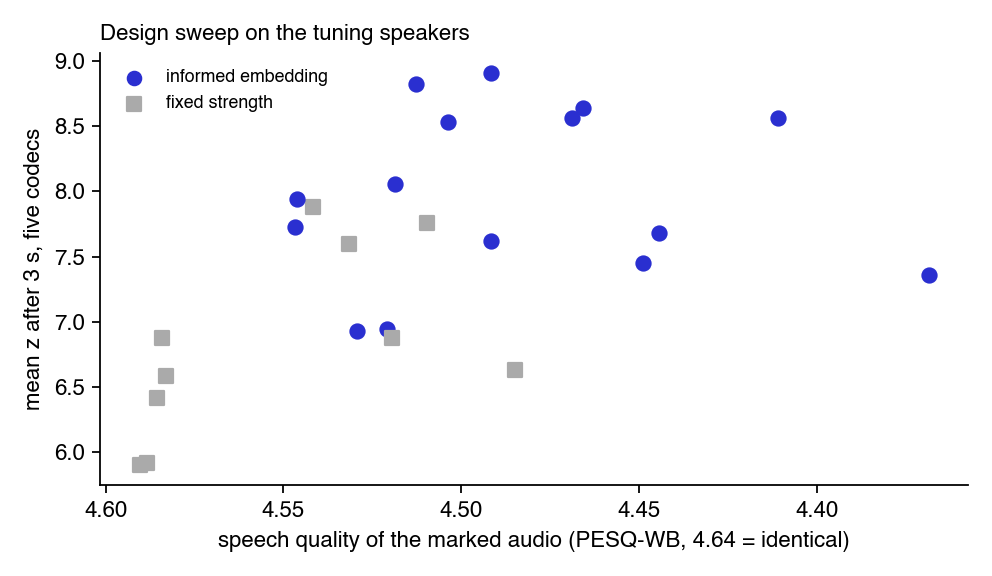 Design sweep on the tuning speakers
informed embedding
fixed strength
mean z after 3 s, five codecs
9.0
8.5
8.0
7.5
7.0
6.5
6.0
4.60 4.55 4.50 4.45 4.40
speech quality of the marked audio (PESQ-WB, 4.64 = identical)